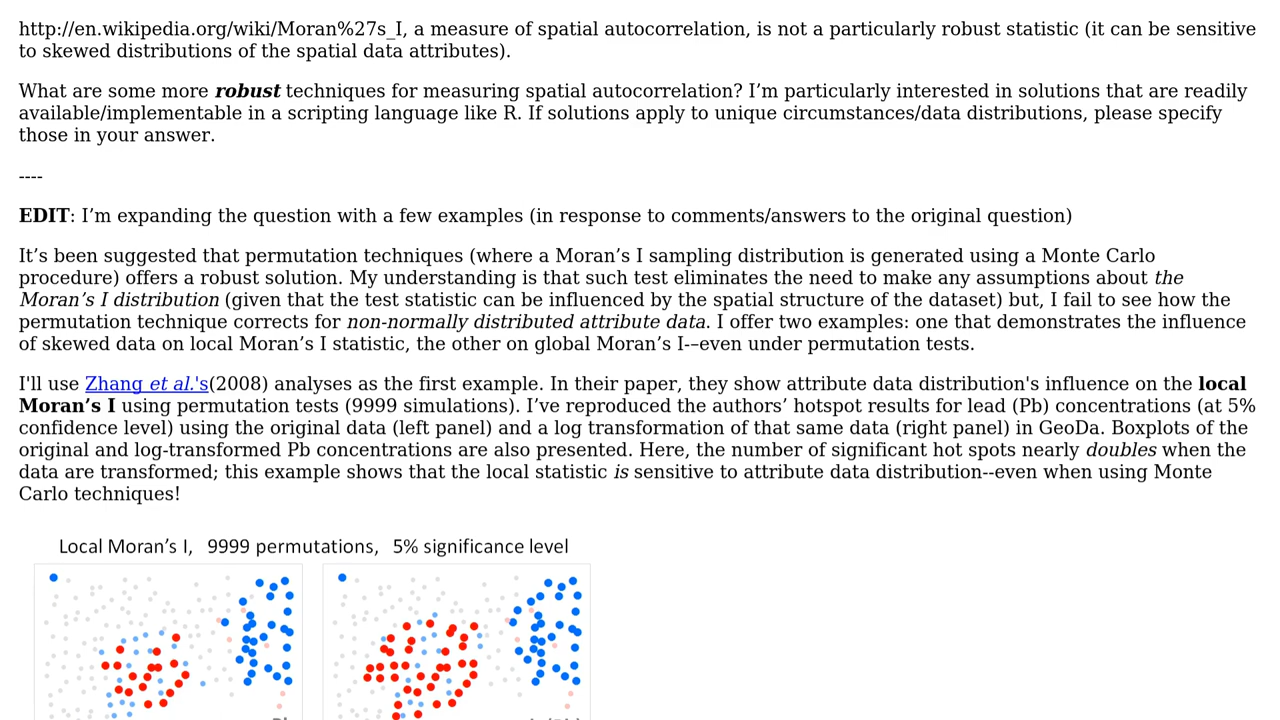 http://en.wikipedia.org/wiki/Moran%27s_I, a measure of spatial autocorrelation, is not a particularly robust statistic (it can be sensitive
to skewed distributions of the spatial data attributes).
What are some more robust techniques for measuring spatial autocorrelation? I’m particularly interested in solutions that are readily
available/implementable in a scripting language like R. If solutions apply to unique circumstances/data distributions, please specify
those in your answer.
----
EDIT: I’m expanding the question with a few examples (in response to comments/answers to the original question)
It’s been suggested that permutation techniques (where a Moran’s I sampling distribution is generated using a Monte Carlo
procedure) offers a robust solution. My understanding is that such test eliminates the need to make any assumptions about the
Moran’s I distribution (given that the test statistic can be influenced by the spatial structure of the dataset) but, I fail to see how the
permutation technique corrects for non-normally distributed attribute data. I offer two examples: one that demonstrates the influence
of skewed data on local Moran’s I statistic, the other on global Moran’s I-–even under permutation tests.
I'll use Zhang et al.'s(2008) analyses as the first example. In their paper, they show attribute data distribution's influence on the local
Moran’s I using permutation tests (9999 simulations). I’ve reproduced the authors’ hotspot results for lead (Pb) concentrations (at 5%
confidence level) using the original data (left panel) and a log transformation of that same data (right panel) in GeoDa. Boxplots of the
original and log-transformed Pb concentrations are also presented. Here, the number of significant hot spots nearly doubles when the
data are transformed; this example shows that the local statistic is sensitive to attribute data distribution--even when using Monte
Carlo techniques!
Local Moran’s I, 9999 permutations, 5% significance level